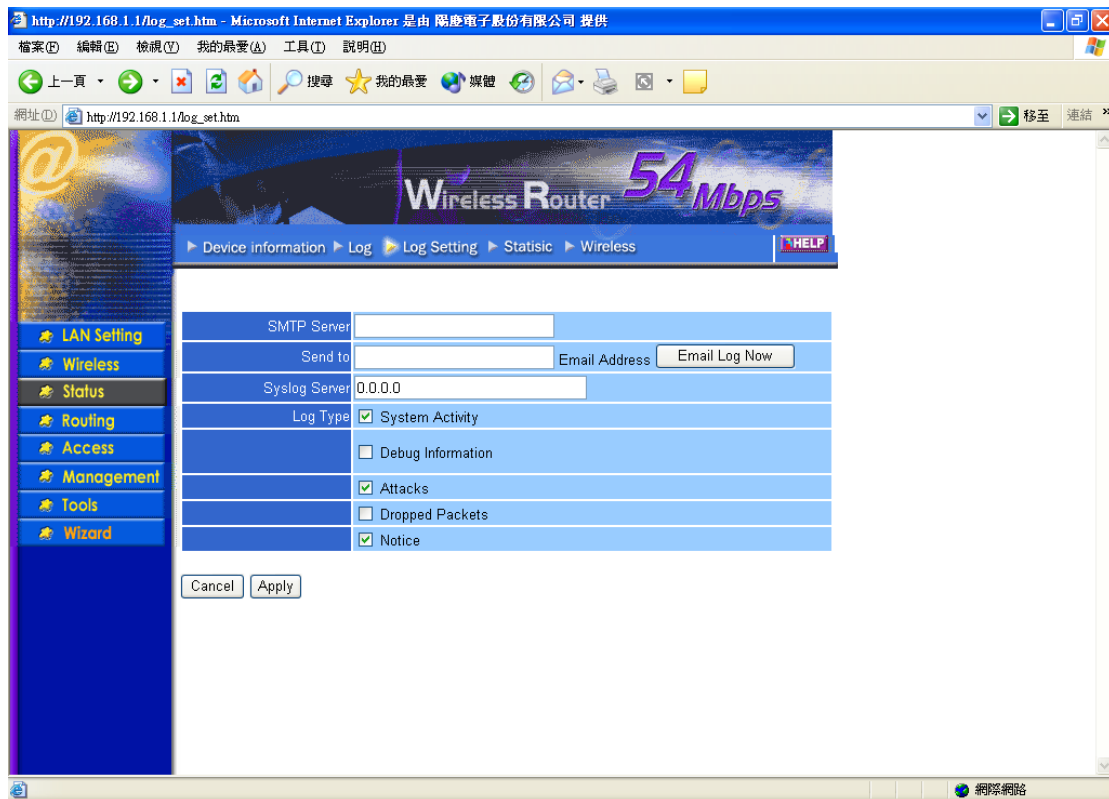 http://192.168.1.1/log_set.htm - Microsoft Internet Explorer 是由 陽慶電子股份有限公司 提供
檔案(F) 編輯(E) 檢視(V) 我的最愛(A) 工具(T) 說明(H)
上一頁 搜尋 我的最愛 媒體
網址(D) http://192.168.1.1/log_set.htm 移至 連結 »
@
Wireless Router 54Mbps
Device information Log Log Setting Statisic Wireless HELP
LAN Setting
Wireless
Status
Routing
Access
Management
Tools
Wizard
SMTP Server
Send to Email Address Email Log Now
Syslog Server 0.0.0.0
Log Type System Activity
Debug Information
Attacks
Dropped Packets
Notice
Cancel Apply
網際網路